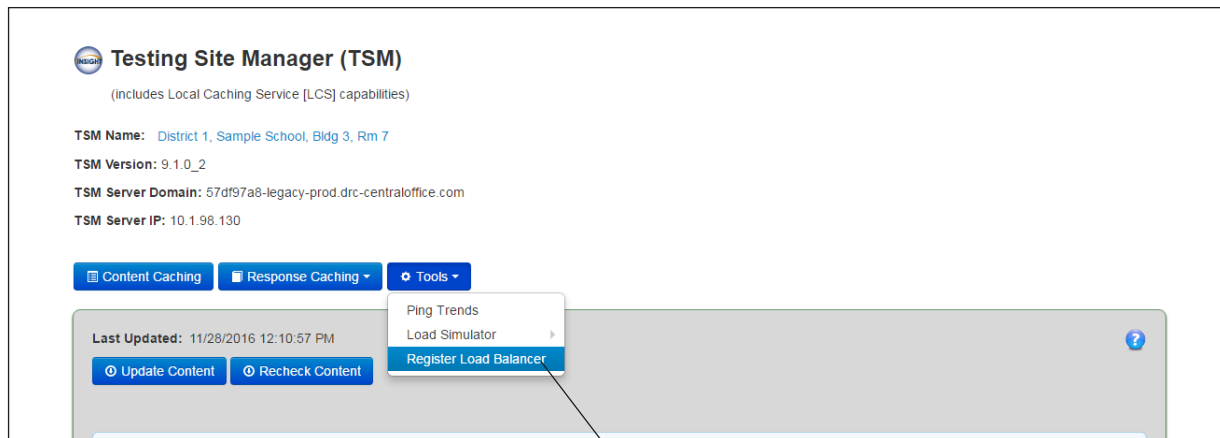 INSIGHT
Testing Site Manager (TSM)
(includes Local Caching Service [LCS] capabilities)
TSM Name: District 1, Sample School, Bldg 3, Rm 7
TSM Version: 9.1.0_2
TSM Server Domain: 57df97a8-legacy-prod.drc-centraloffice.com
TSM Server IP: 10.1.98.130
Content Caching Response Caching Tools
Ping Trends
Load Simulator
Register Load Balancer
Last Updated: 11/28/2016 12:10:57 PM
?
Update Content Recheck Content